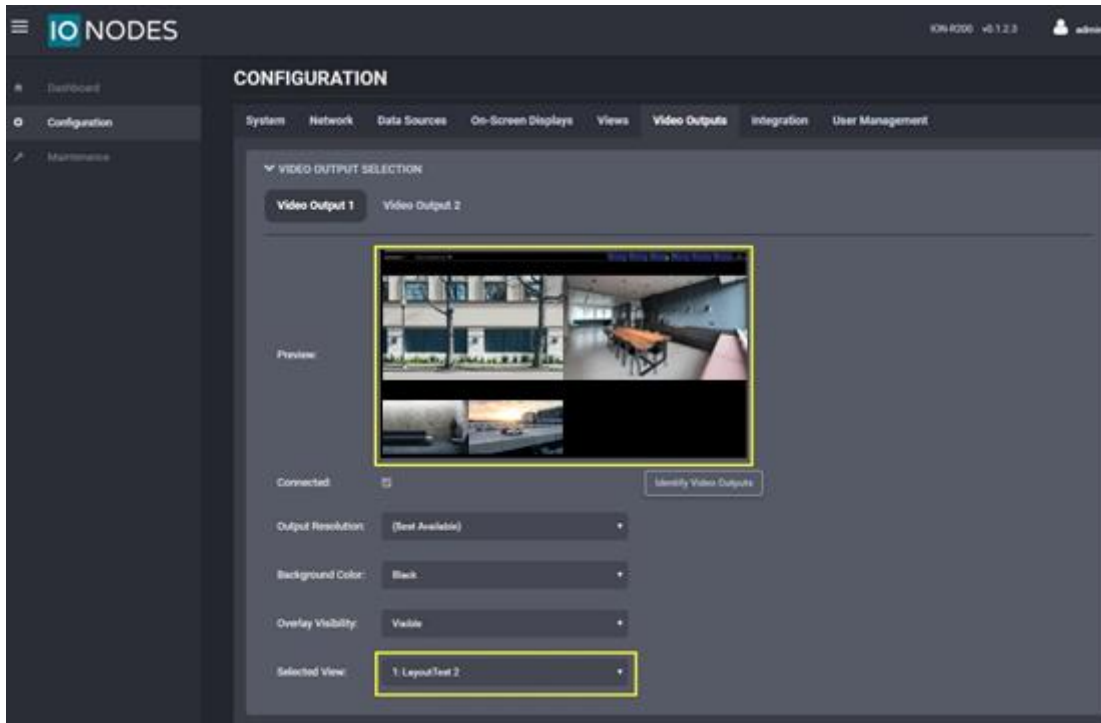 IO NODES
ION-R200 v0.1.2.3 admin
Dashboard
Configuration
Maintenance
CONFIGURATION
System Network Data Sources On-Screen Displays Views Video Outputs Integration User Management
VIDEO OUTPUT SELECTION
Video Output 1 Video Output 2
Preview:
Connected: Identify Video Outputs
Output Resolution: (Best Available)
Background Color: Black
Overlay Visibility: Visible
Selected View: 1: LayoutTest 2